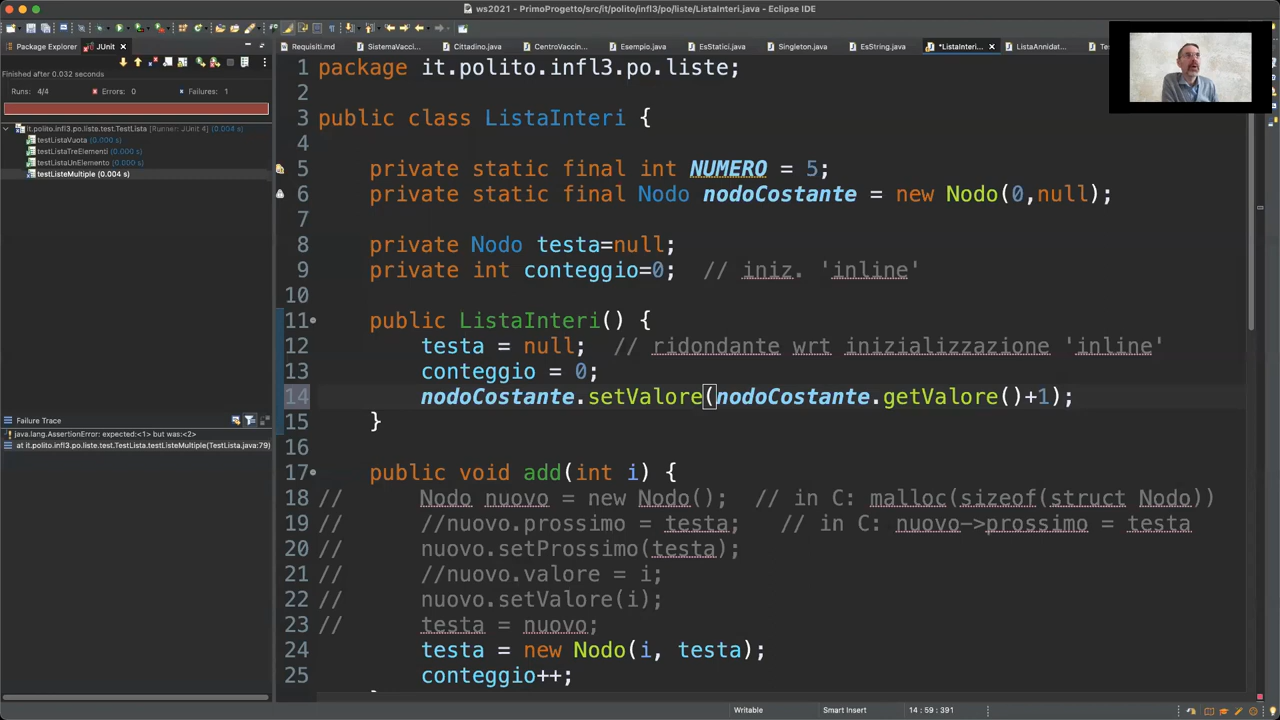 ws2021 - PrimoProgetto/src/it/polito/infl3/po/liste/ListaInteri.java - Eclipse IDE
Package Explorer JUnit
Requisiti.md SistemaVacci... Cittadino.java CentroVaccin... Esempio.java EsStatici.java Singleton.java EsString.java *ListaInteri... ListaAnnidat...
Finished after 0.032 seconds
Runs: 4/4 Errors: 0 Failures: 1
it.polito.infl3.po.liste.test.TestLista [Runner: JUnit 4] (0.004 s)
testListaVuota (0.000 s)
testListaTreElementi (0.000 s)
testListaUnElemento (0.000 s)
testListeMultiple (0.004 s)
Failure Trace
java.lang.AssertionError: expected:<1> but was:<2>
at it.polito.infl3.po.liste.test.TestLista.testListeMultiple(TestLista.java:79)
1 package it.polito.infl3.po.liste;
2
3 public class ListaInteri {
4
5 private static final int NUMERO = 5;
6 private static final Nodo nodoCostante = new Nodo(0,null);
7
8 private Nodo testa=null;
9 private int conteggio=0; // iniz. 'inline'
10
11 public ListaInteri() {
12 testa = null; // ridondante wrt inizializzazione 'inline'
13 conteggio = 0;
14 nodoCostante.setValore(nodoCostante.getValore()+1);
15 }
16
17 public void add(int i) {
18 // Nodo nuovo = new Nodo(); // in C: malloc(sizeof(struct Nodo))
19 // //nuovo.prossimo = testa; // in C: nuovo->prossimo = testa
20 // nuovo.setProssimo(testa);
21 // //nuovo.valore = i;
22 // nuovo.setValore(i);
23 // testa = nuovo;
24 testa = new Nodo(i, testa);
25 conteggio++;
Writable Smart Insert 14 : 59 : 391